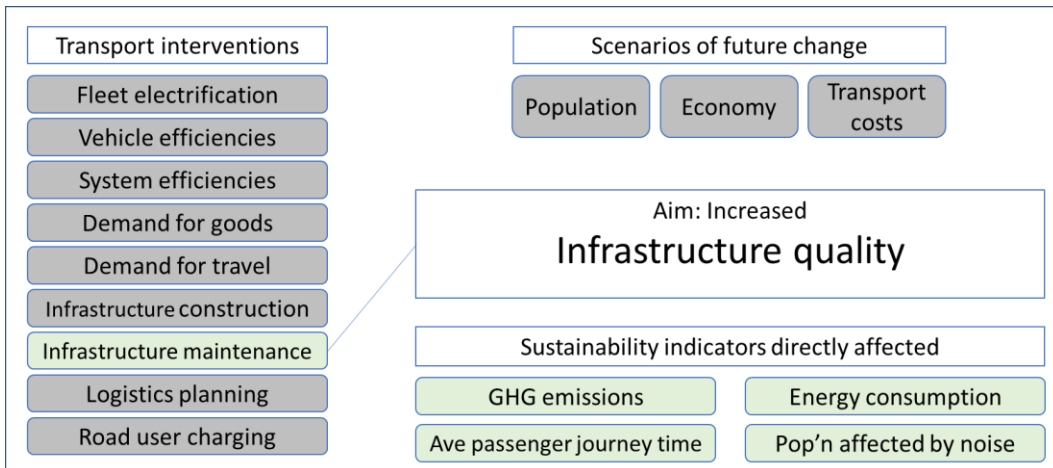 Transport interventions
Fleet electrification
Vehicle efficiencies
System efficiencies
Demand for goods
Demand for travel
Infrastructure construction
Infrastructure maintenance
Logistics planning
Road user charging
Scenarios of future change
Population
Economy
Transport
costs
Aim: Increased
Infrastructure quality
Sustainability indicators directly affected
GHG emissions
Energy consumption
Ave passenger journey time
Pop'n affected by noise